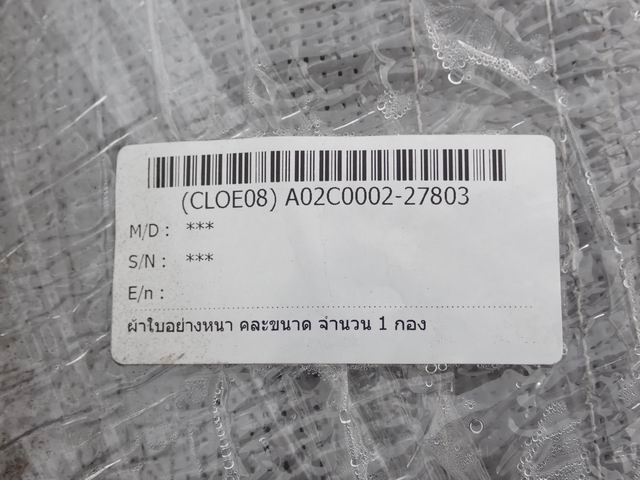 (CLOE08) A02C0002-27803
M/D : ***
S/N : ***
E/n :
ผ้าใบอย่างหนา คละขนาด จำนวน 1 กอง